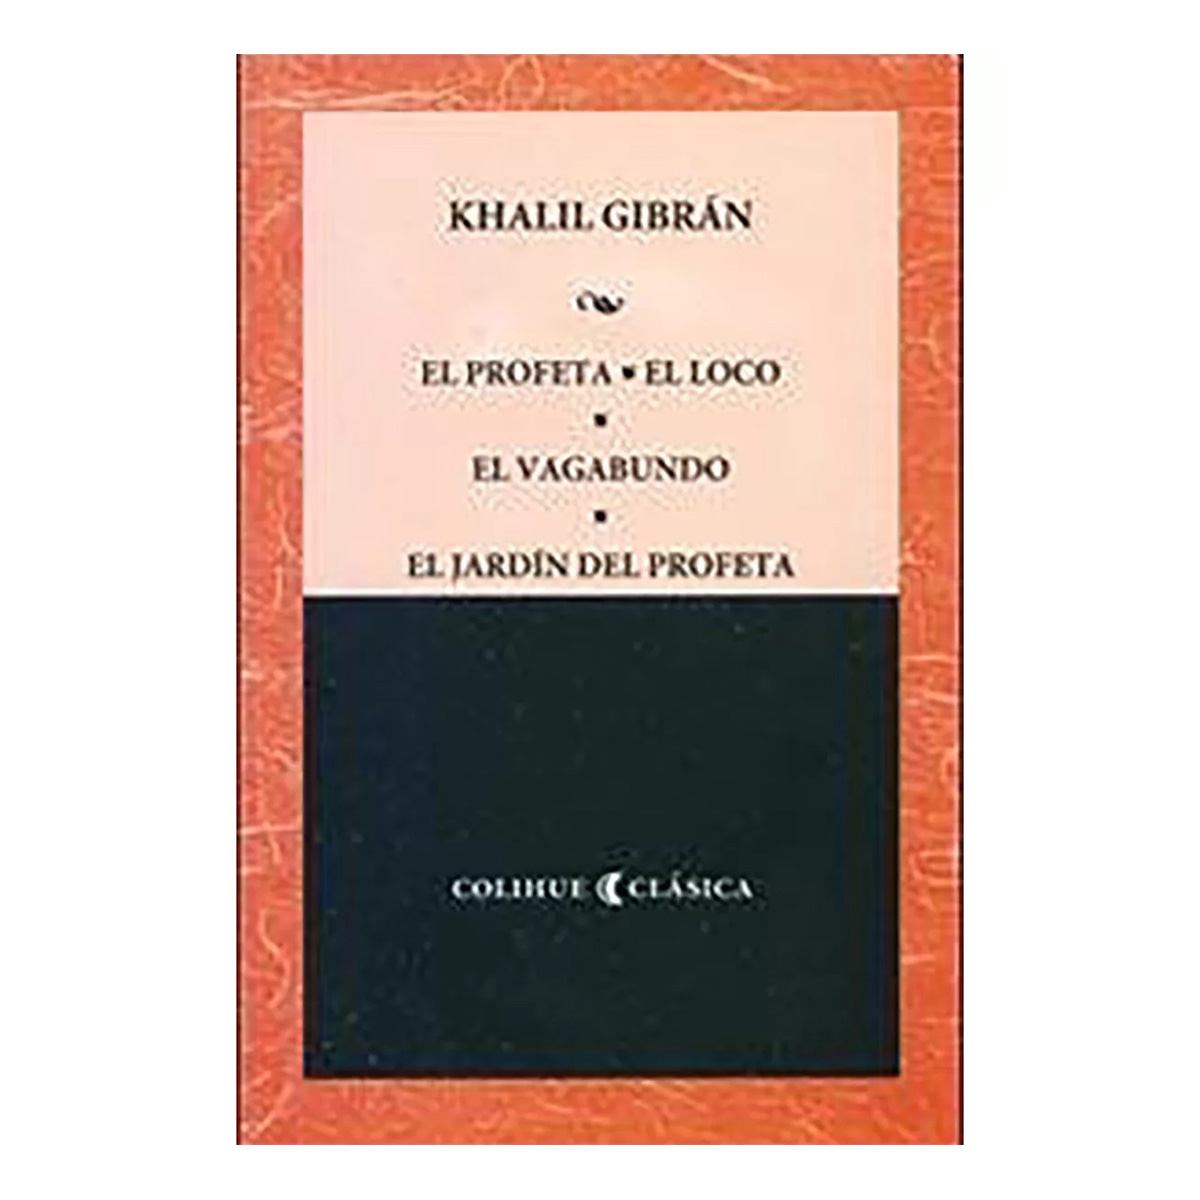 KHALIL GIBRÁN
EL PROFETA ▪ EL LOCO
▪
EL VAGABUNDO
▪
EL JARDÍN DEL PROFETA
COLIHUE CLÁSICA